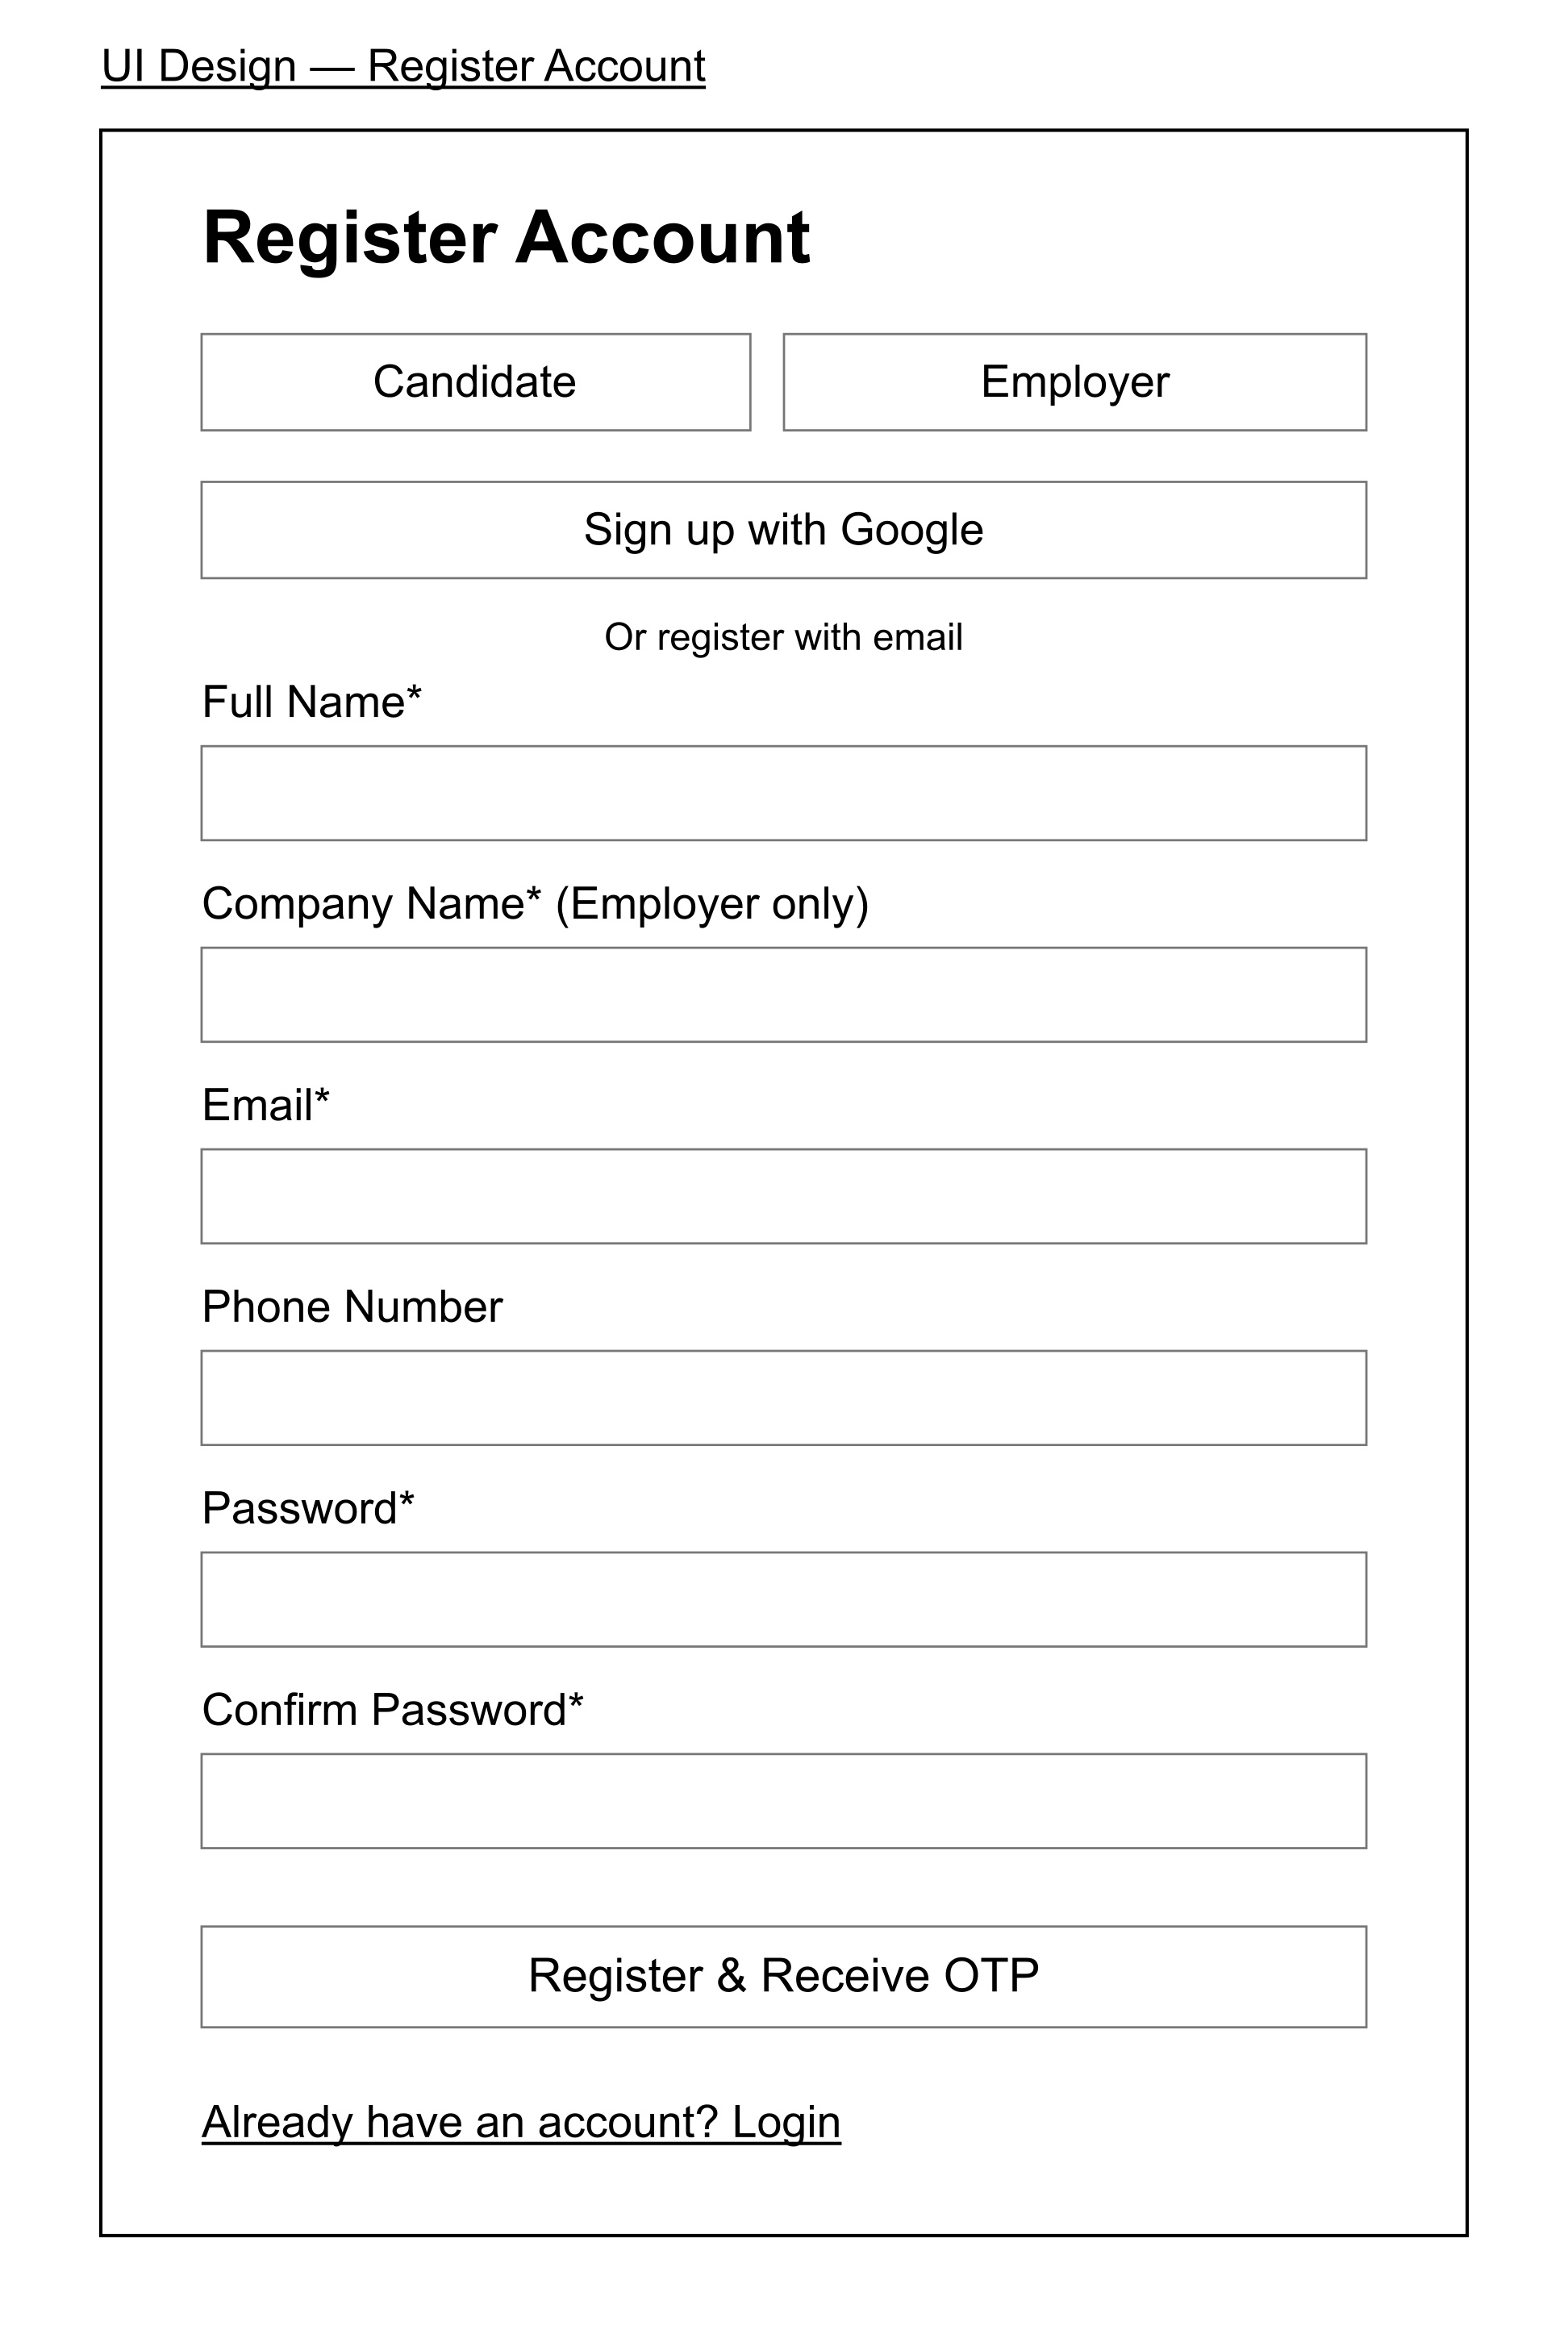 UI Design — Register Account
Register Account
Candidate
Employer
Sign up with Google
Or register with email
Full Name*
Company Name* (Employer only)
Email*
Phone Number
Password*
Confirm Password*
Register & Receive OTP
Already have an account? Login